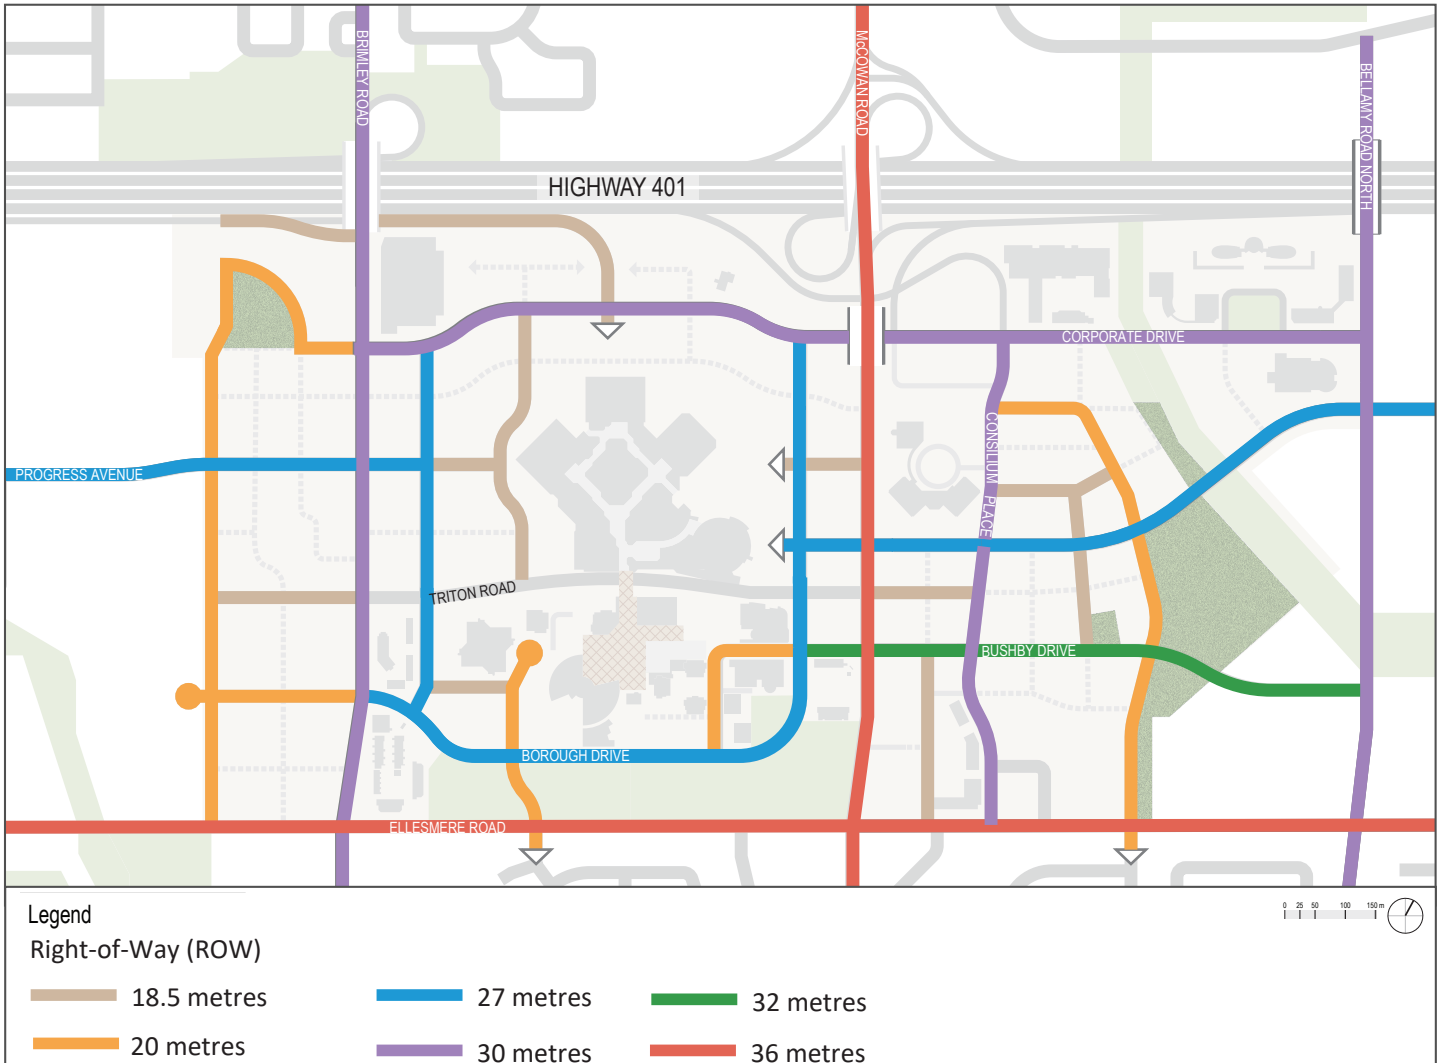 BRIMLEY ROAD
McCOWAN ROAD
BELLAMY ROAD NORTH
HIGHWAY 401
CORPORATE DRIVE
CONSILIUM PLACE
PROGRESS AVENUE
TRITON ROAD
BUSHBY DRIVE
BOROUGH DRIVE
ELLESMERE ROAD
Legend
0 25 50 100 150 m
Right-of-Way (ROW)
18.5 metres
27 metres
32 metres
20 metres
30 metres
36 metres